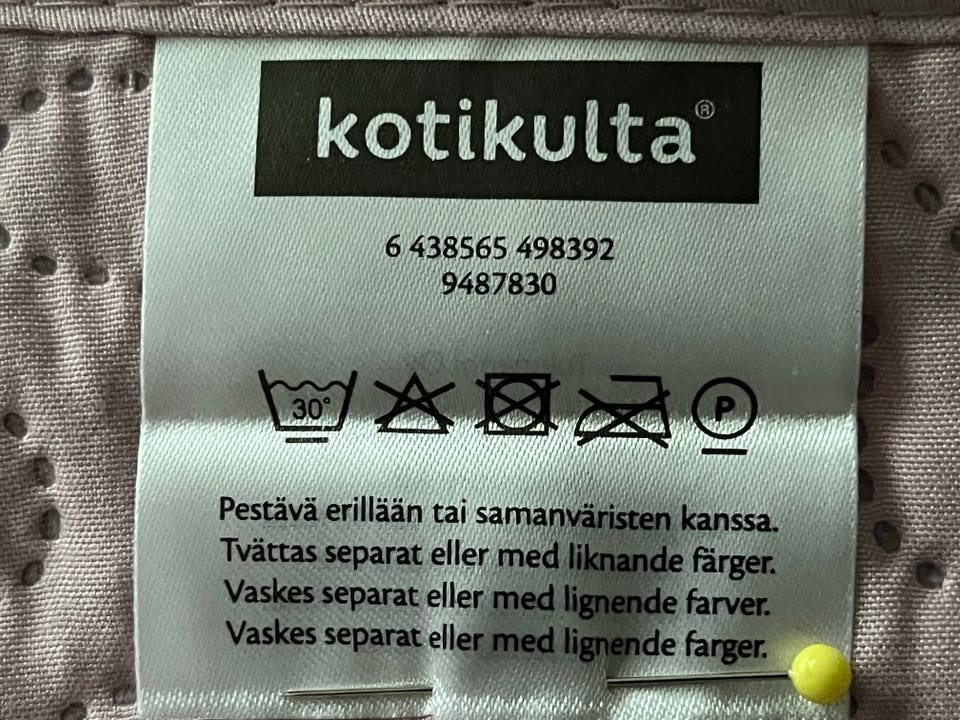 kotikulta®
6 438565 498392
9487830
30°
P
Pestävä erillään tai samanväristen kanssa.
Tvättas separat eller med liknande färger.
Vaskes separat eller med lignende farver.
Vaskes separat eller med lignende farger.